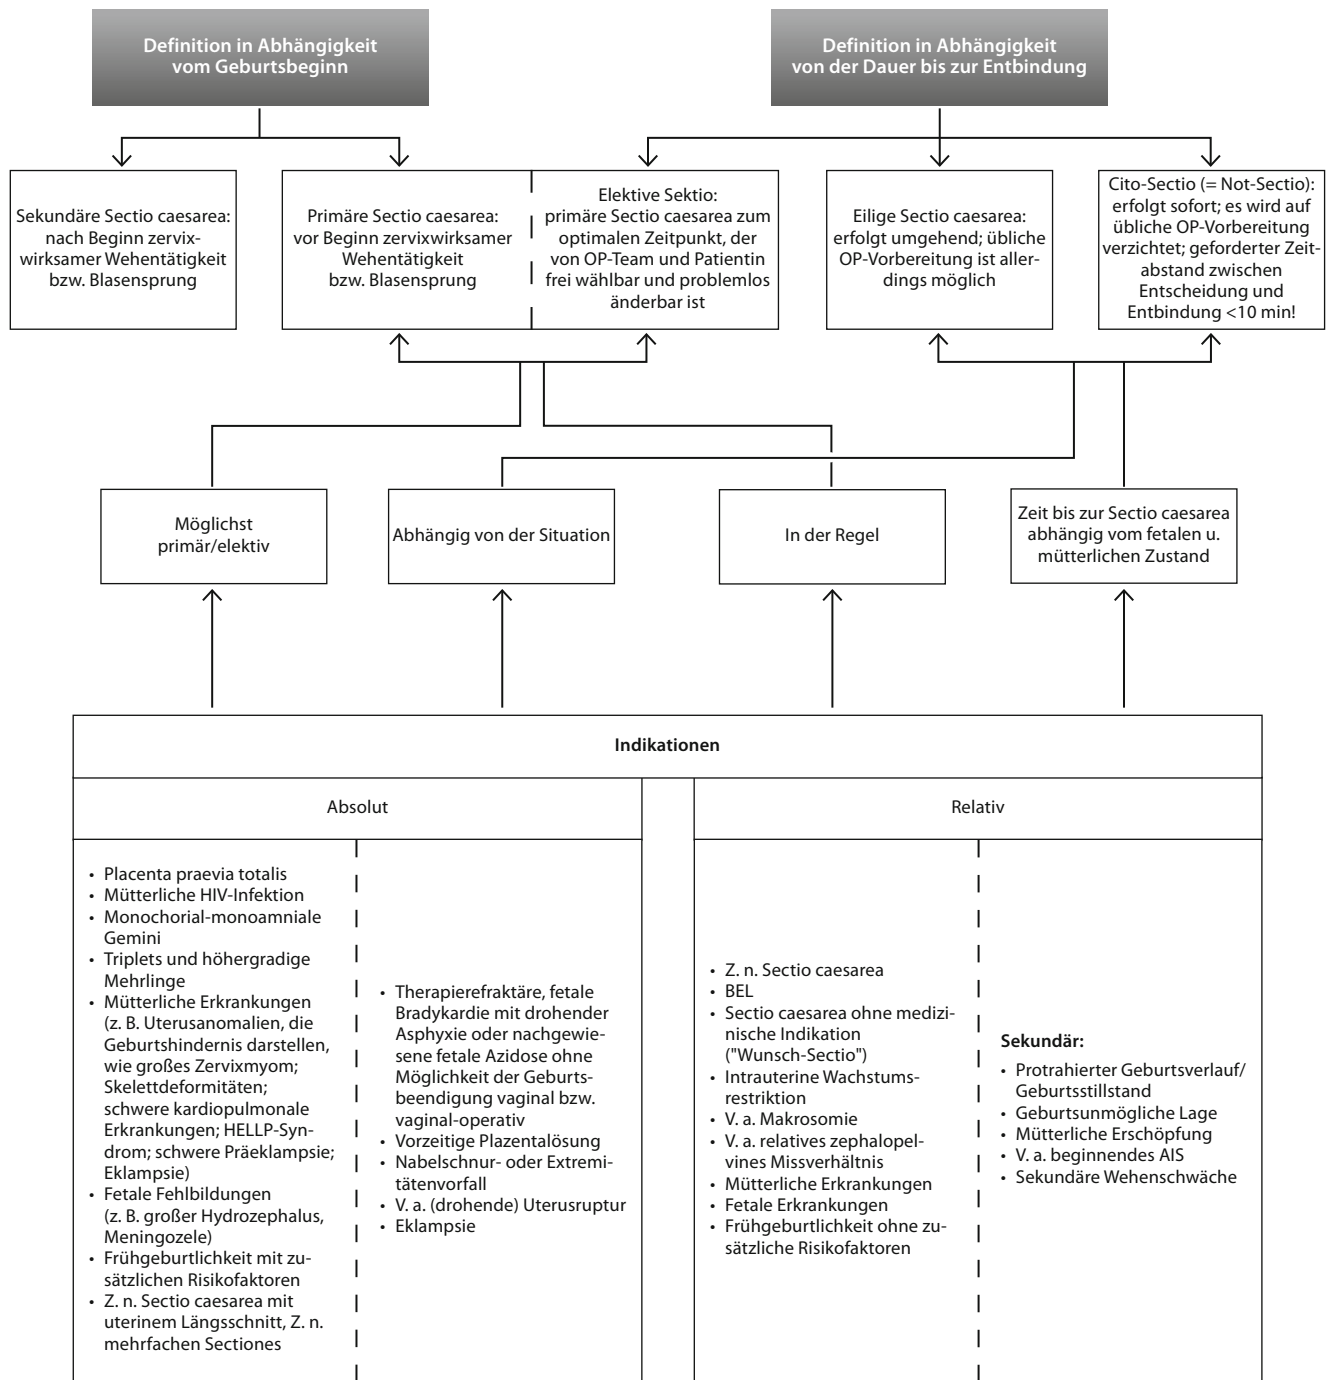 Definition in Abhängigkeit
vom Geburtsbeginn
Definition in Abhängigkeit
von der Dauer bis zur Entbindung
Sekundäre Sectio caesarea:
nach Beginn zervix-
wirksamer Wehentätigkeit
bzw. Blasensprung
Primäre Sectio caesarea:
vor Beginn zervixwirksamer
Wehentätigkeit
bzw. Blasensprung
Elektive Sektio:
primäre Sectio caesarea zum
optimalen Zeitpunkt, der
von OP-Team und Patientin
frei wählbar und problemlos
änderbar ist
Eilige Sectio caesarea:
erfolgt umgehend; übliche
OP-Vorbereitung ist aller-
dings möglich
Cito-Sectio (= Not-Sectio):
erfolgt sofort; es wird auf
übliche OP-Vorbereitung
verzichtet; geforderter Zeit-
abstand zwischen
Entscheidung und
Entbindung <10 min!
Möglichst
primär/elektiv
Abhängig von der Situation
In der Regel
Zeit bis zur Sectio caesarea
abhängig vom fetalen u.
mütterlichen Zustand
Indikationen
Absolut
Relativ
• Placenta praevia totalis
• Mütterliche HIV-Infektion
• Monochorial-monoamniale
Gemini
• Triplets und höhergradige
Mehrlinge
• Mütterliche Erkrankungen
(z. B. Uterusanomalien, die
Geburtshindernis darstellen,
wie großes Zervixmyom;
Skelettdeformitäten;
schwere kardiopulmonale
Erkrankungen; HELLP-Syn-
drom; schwere Präeklampsie;
Eklampsie)
• Fetale Fehlbildungen
(z. B. großer Hydrozephalus,
Meningozele)
• Frühgeburtlichkeit mit zu-
sätzlichen Risikofaktoren
• Z. n. Sectio caesarea mit
uterinem Längsschnitt, Z. n.
mehrfachen Sectiones
• Therapierefraktäre, fetale
Bradykardie mit drohender
Asphyxie oder nachgewie-
sene fetale Azidose ohne
Möglichkeit der Geburts-
beendigung vaginal bzw.
vaginal-operativ
• Vorzeitige Plazentalösung
• Nabelschnur- oder Extremi-
tätenvorfall
• V. a. (drohende) Uterusruptur
• Eklampsie
• Z. n. Sectio caesarea
• BEL
• Sectio caesarea ohne medizi-
nische Indikation
("Wunsch-Sectio")
• Intrauterine Wachstums-
restriktion
• V. a. Makrosomie
• V. a. relatives zephalopel-
vines Missverhältnis
• Mütterliche Erkrankungen
• Fetale Erkrankungen
• Frühgeburtlichkeit ohne zu-
sätzliche Risikofaktoren
Sekundär:
• Protrahierter Geburtsverlauf/
Geburtsstillstand
• Geburtsunmögliche Lage
• Mütterliche Erschöpfung
• V. a. beginnendes AIS
• Sekundäre Wehenschwäche